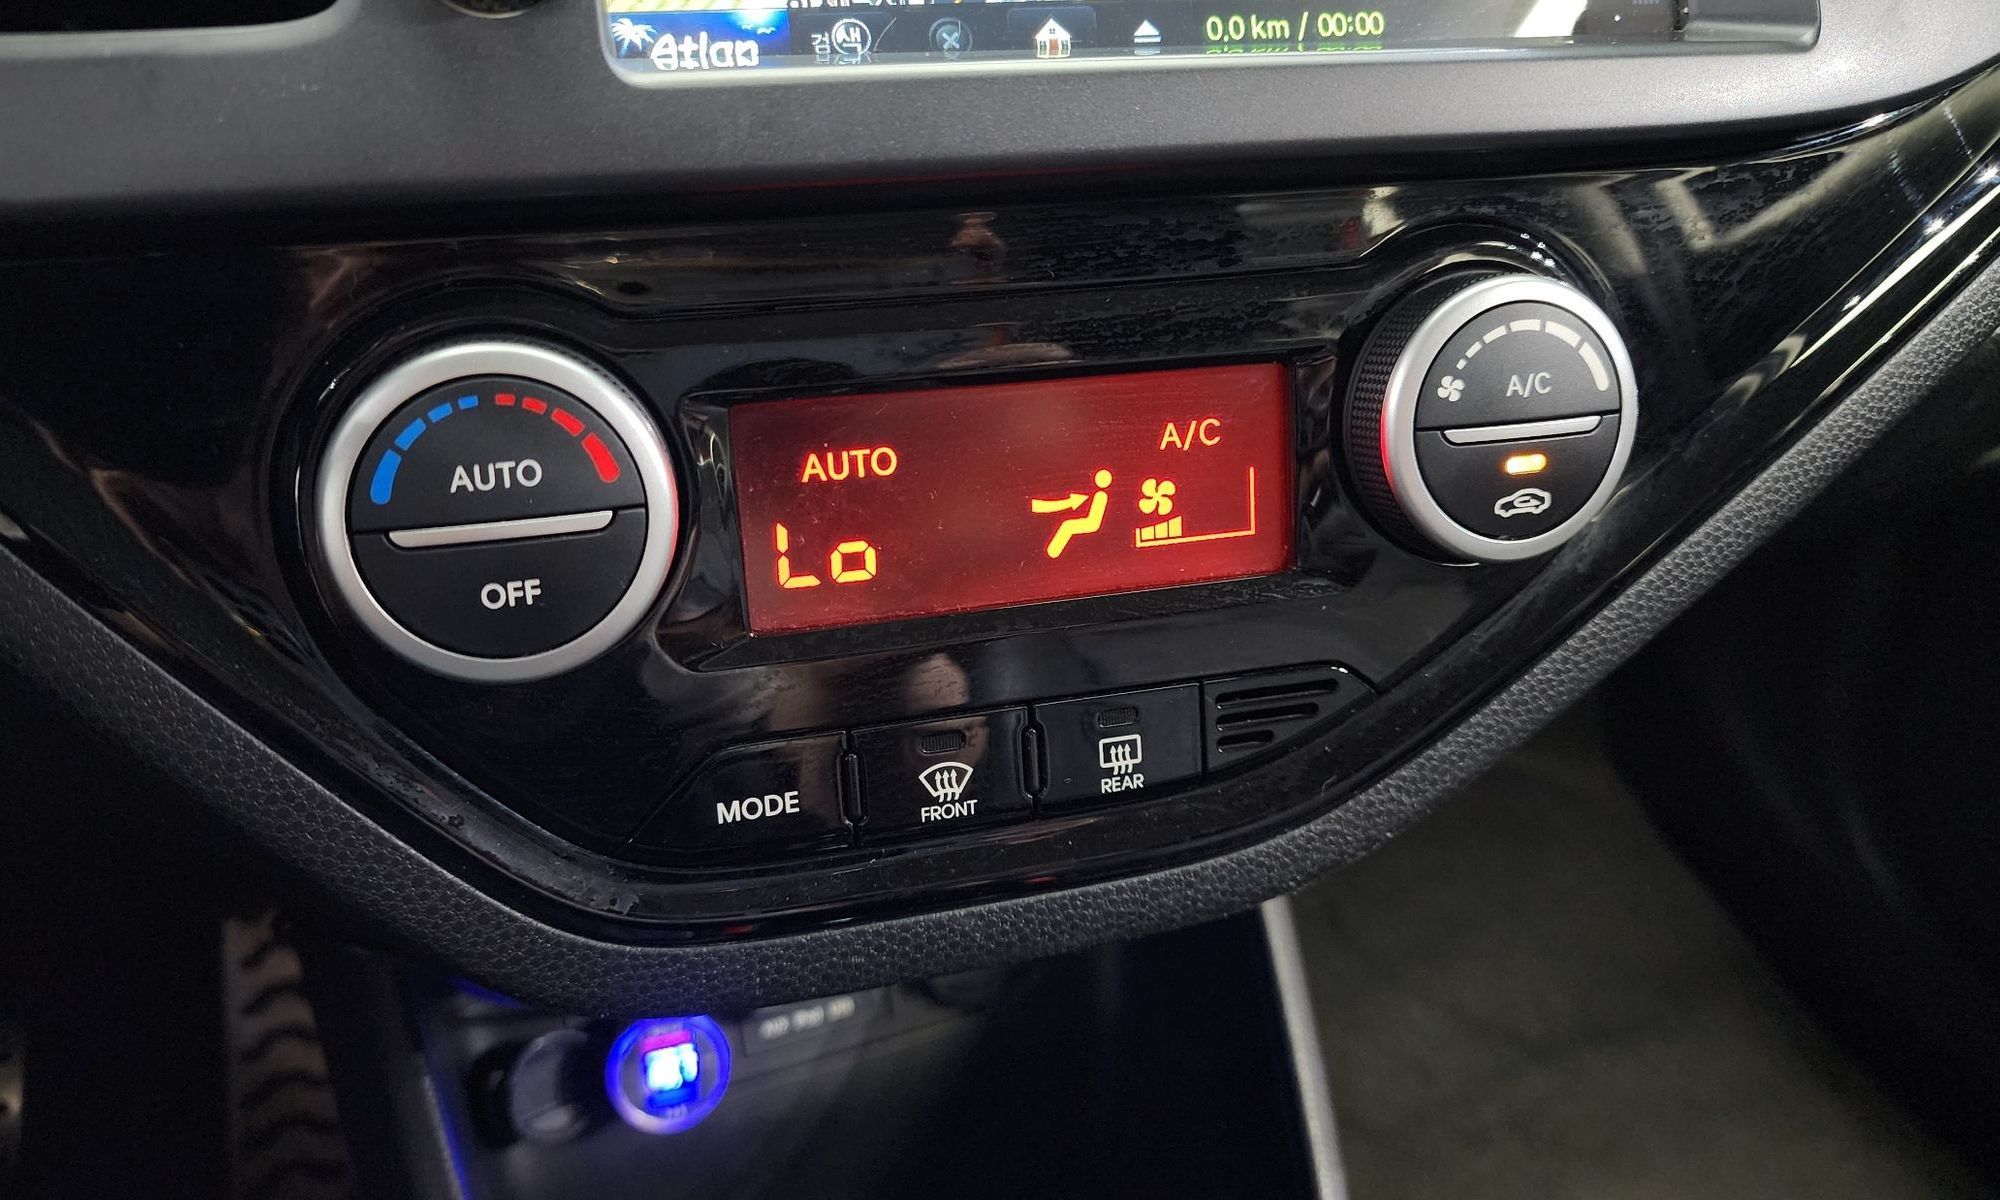 Atlan 검색 0.0 km / 00:00
AUTO
OFF
AUTO A/C
Lo
A/C
MODE
FRONT
REAR